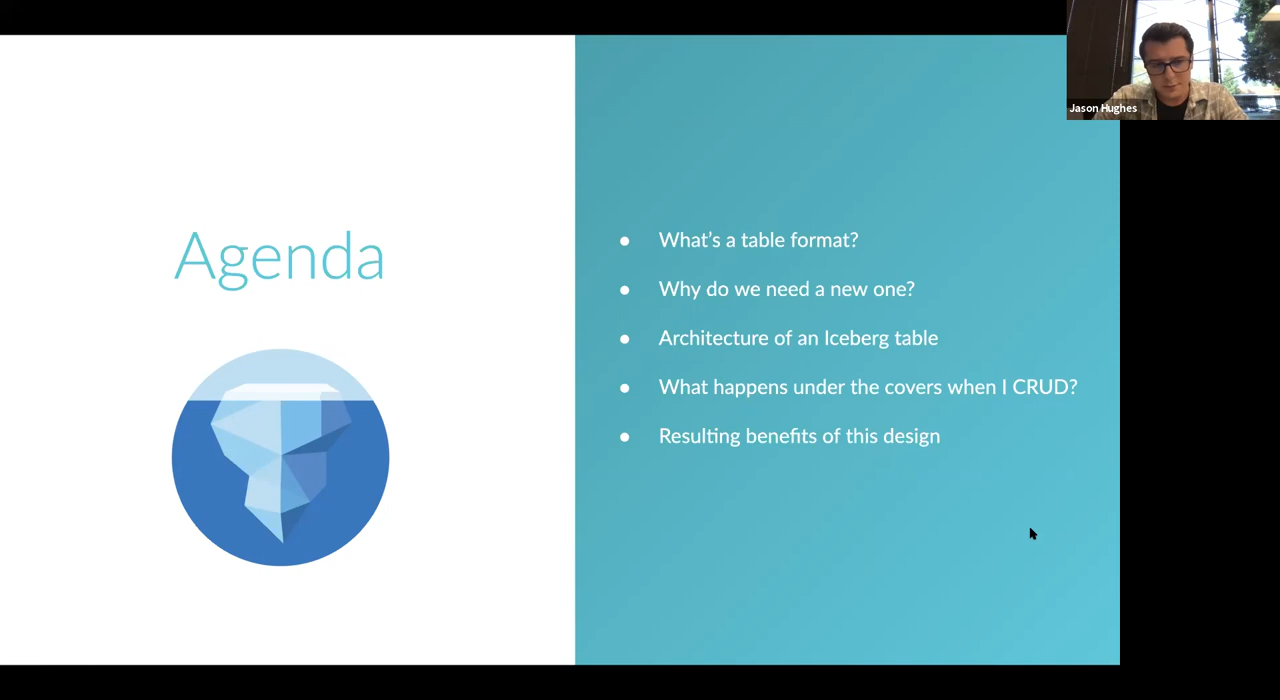 Jason Hughes
Agenda
● What's a table format?
● Why do we need a new one?
● Architecture of an Iceberg table
● What happens under the covers when I CRUD?
● Resulting benefits of this design